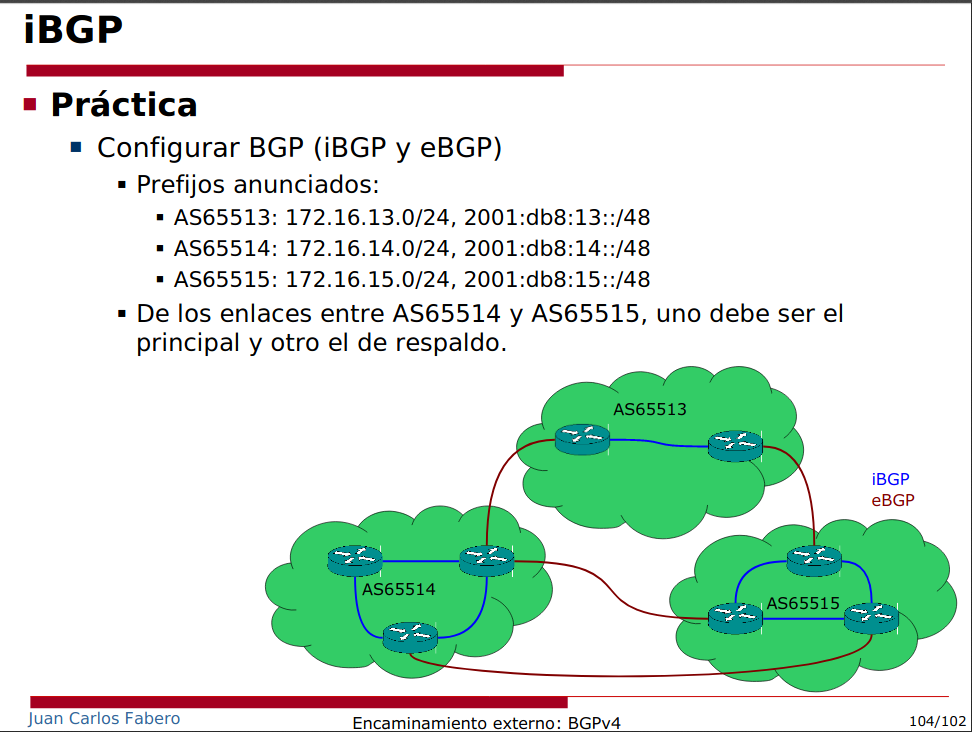 iBGP
Práctica
Configurar BGP (iBGP y eBGP)
Prefijos anunciados:
AS65513: 172.16.13.0/24, 2001:db8:13::/48
AS65514: 172.16.14.0/24, 2001:db8:14::/48
AS65515: 172.16.15.0/24, 2001:db8:15::/48
De los enlaces entre AS65514 y AS65515, uno debe ser el
principal y otro el de respaldo.
AS65513
iBGP
eBGP
AS65514
AS65515
Juan Carlos Fabero
Encaminamiento externo: BGPv4
104/102